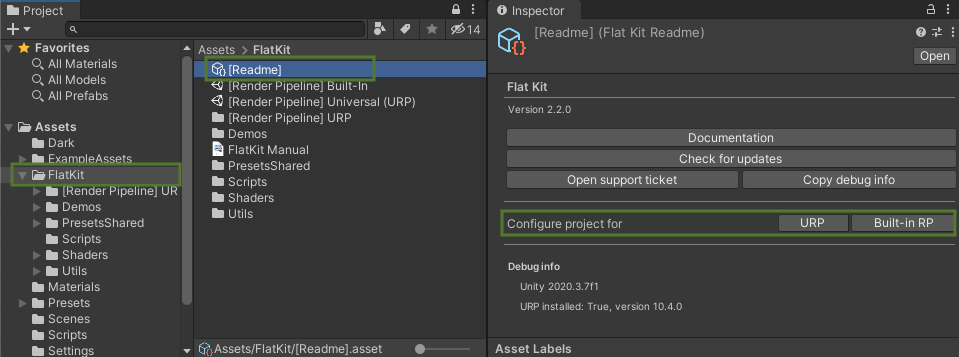 Project
14
Favorites
All Materials
All Models
All Prefabs
Assets
Dark
ExampleAssets
FlatKit
[Render Pipeline] UR
Demos
PresetsShared
Scripts
Shaders
Utils
Materials
Presets
Scenes
Scripts
Settings
Assets > FlatKit
[Readme]
[Render Pipeline] Built-In
[Render Pipeline] Universal (URP)
[Render Pipeline] URP
Demos
FlatKit Manual
PresetsShared
Scripts
Shaders
Utils
Assets/FlatKit/[Readme].asset
Inspector
[Readme] (Flat Kit Readme)
Open
Flat Kit
Version 2.2.0
Documentation
Check for updates
Open support ticket Copy debug info
Configure project for URP Built-in RP
Debug info
Unity 2020.3.7f1
URP installed: True, version 10.4.0
Asset Labels